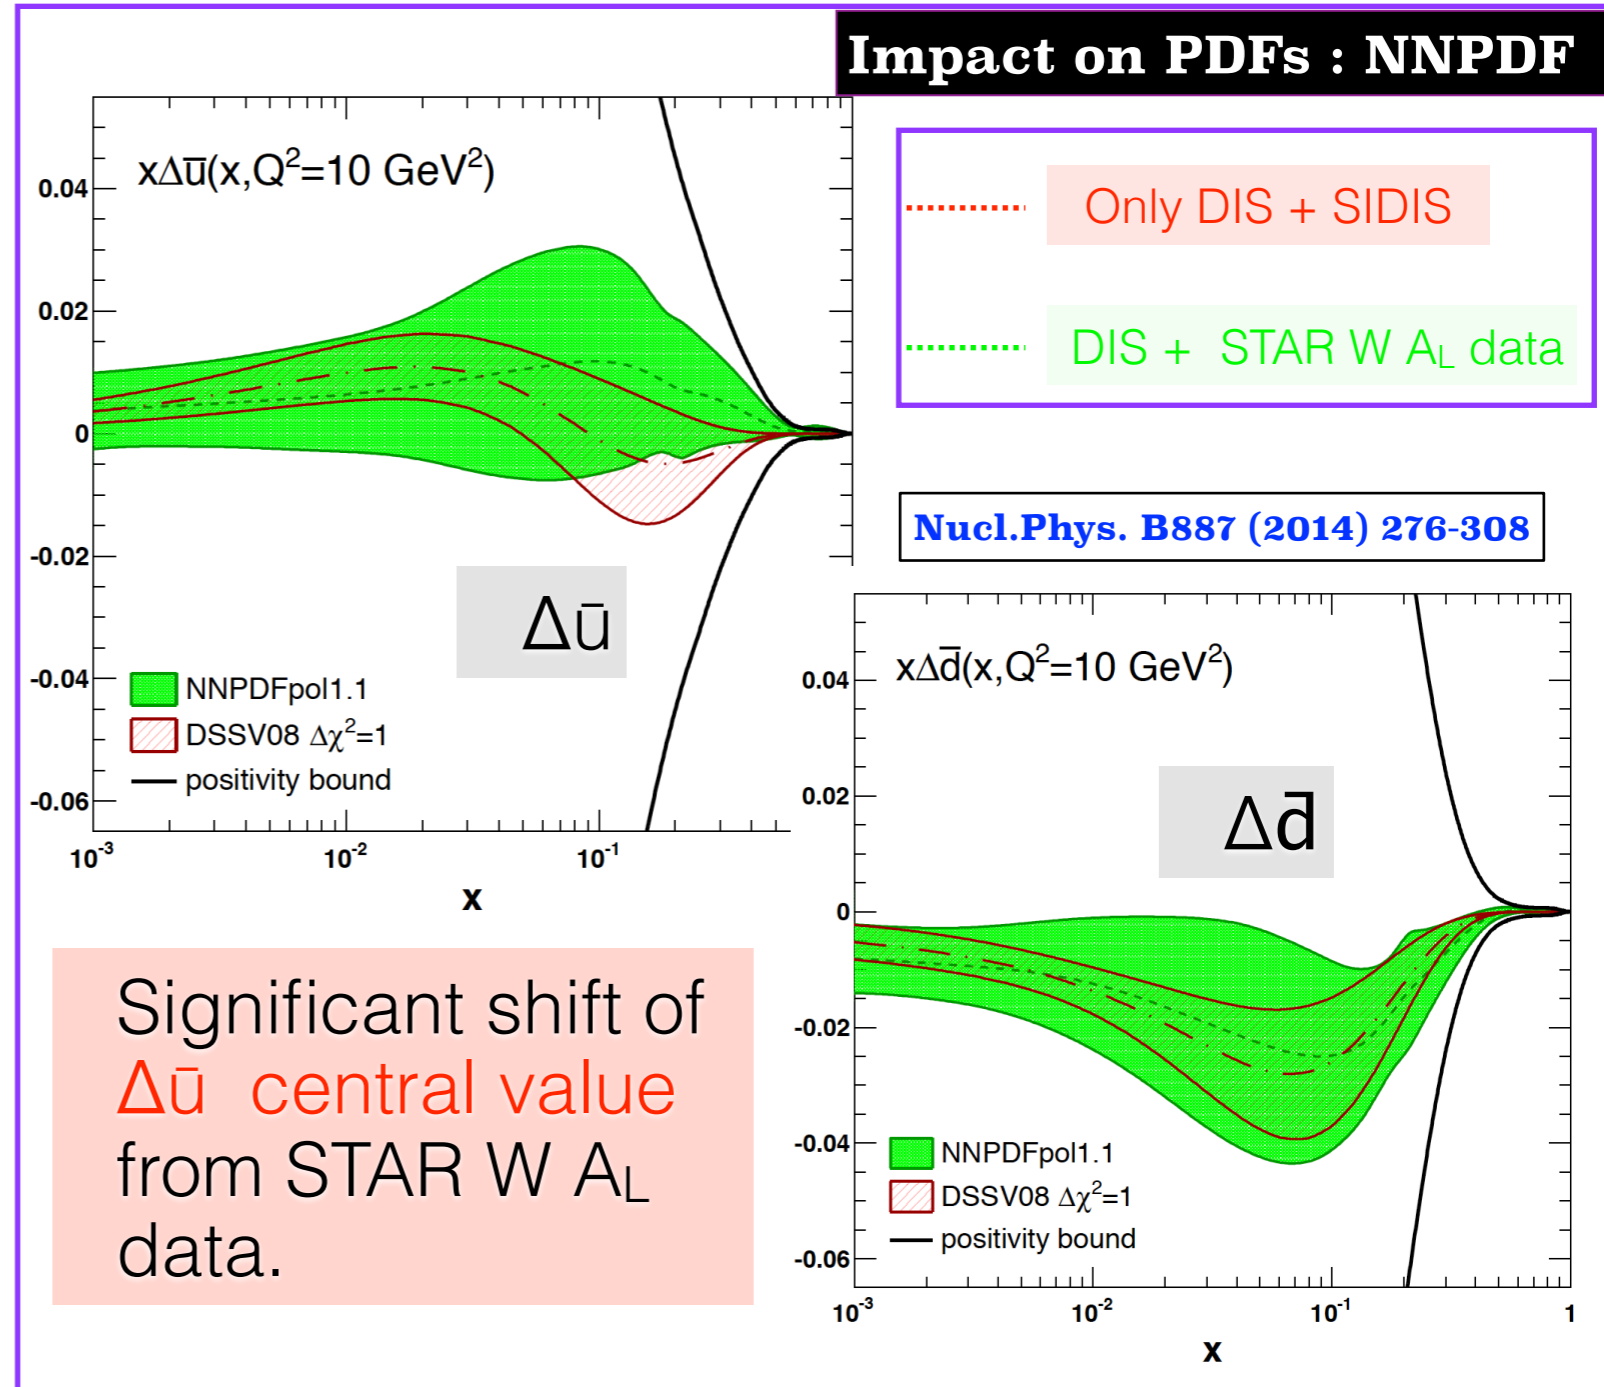 Impact on PDFs : NNPDF
xΔū(x,Q²=10 GeV²)
0.04
0.02
0
-0.02
-0.04
-0.06
Δū
NNPDFpol1.1
DSSV08 Δχ²=1
positivity bound
10⁻³ 10⁻² 10⁻¹
x
Only DIS + SIDIS
DIS + STAR W A_L data
Nucl.Phys. B887 (2014) 276-308
xΔd̄(x,Q²=10 GeV²)
0.04
0.02
0
-0.02
-0.04
-0.06
Δd̄
NNPDFpol1.1
DSSV08 Δχ²=1
positivity bound
10⁻³ 10⁻² 10⁻¹ 1
x
Significant shift of
Δū central value
from STAR W A_L
data.